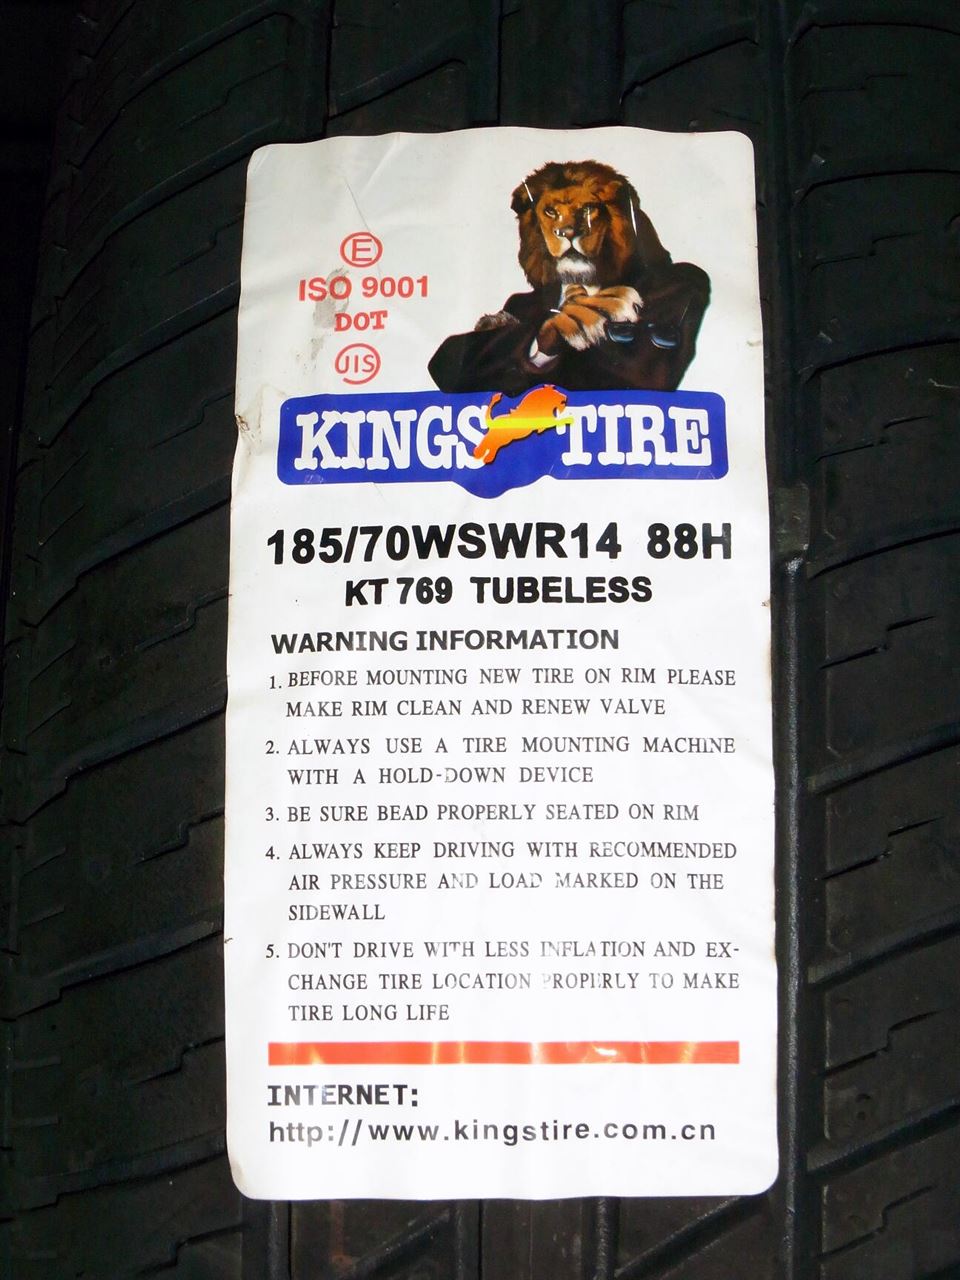 E
ISO 9001
DOT
JIS
KINGS TIRE
185/70WSWR14 88H
KT 769 TUBELESS
WARNING INFORMATION
1. BEFORE MOUNTING NEW TIRE ON RIM PLEASE
MAKE RIM CLEAN AND RENEW VALVE
2. ALWAYS USE A TIRE MOUNTING MACHINE
WITH A HOLD-DOWN DEVICE
3. BE SURE BEAD PROPERLY SEATED ON RIM
4. ALWAYS KEEP DRIVING WITH RECOMMENDED
AIR PRESSURE AND LOAD MARKED ON THE
SIDEWALL
5. DON'T DRIVE WITH LESS INFLATION AND EX-
CHANGE TIRE LOCATION PROPERLY TO MAKE
TIRE LONG LIFE
INTERNET:
http://www.kingstire.com.cn